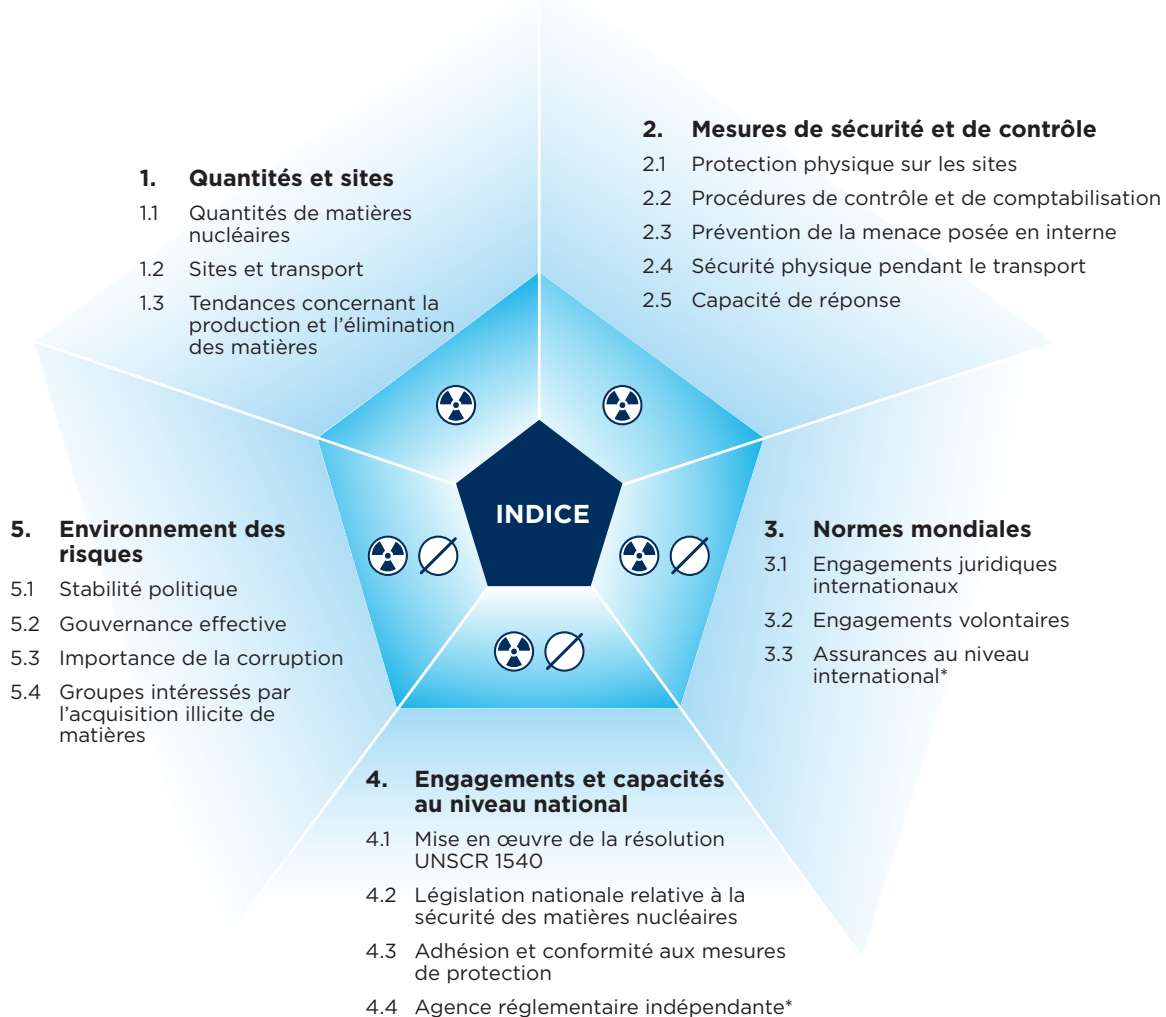 1. Quantités et sites
1.1 Quantités de matières
nucléaires
1.2 Sites et transport
1.3 Tendances concernant la
production et l’élimination
des matières
2. Mesures de sécurité et de contrôle
2.1 Protection physique sur les sites
2.2 Procédures de contrôle et de comptabilisation
2.3 Prévention de la menace posée en interne
2.4 Sécurité physique pendant le transport
2.5 Capacité de réponse
INDICE
3. Normes mondiales
3.1 Engagements juridiques
internationaux
3.2 Engagements volontaires
3.3 Assurances au niveau
international*
4. Engagements et capacités
au niveau national
4.1 Mise en œuvre de la résolution
UNSCR 1540
4.2 Législation nationale relative à la
sécurité des matières nucléaires
4.3 Adhésion et conformité aux mesures
de protection
4.4 Agence réglementaire indépendante*
5. Environnement des
risques
5.1 Stabilité politique
5.2 Gouvernance effective
5.3 Importance de la corruption
5.4 Groupes intéressés par
l’acquisition illicite de
matières